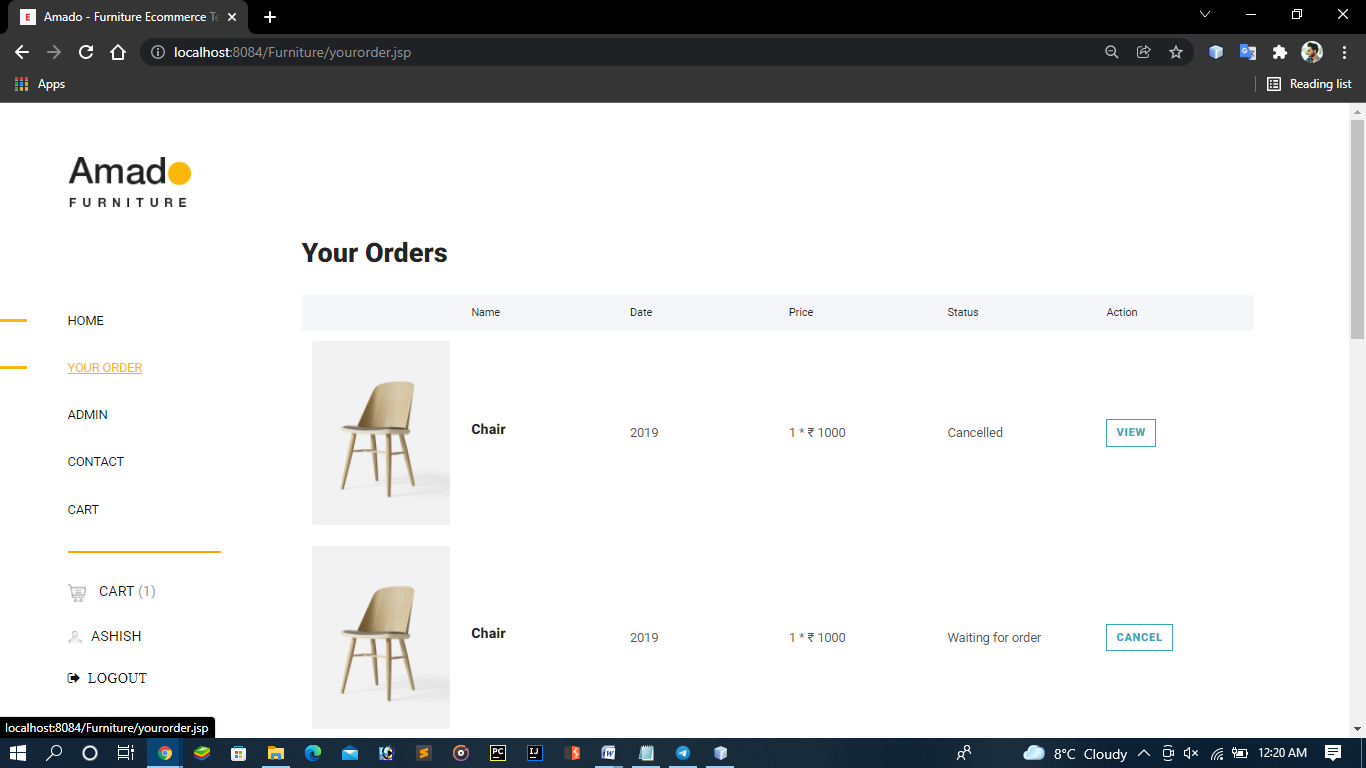 Amado - Furniture Ecommerce Te
localhost:8084/Furniture/yourorder.jsp
Apps
Reading list
Amado
FURNITURE
Your Orders
Name Date Price Status Action
HOME
YOUR ORDER
ADMIN
CONTACT
CART
CART (1)
ASHISH
LOGOUT
Chair 2019 1 * ₹ 1000 Cancelled VIEW
Chair 2019 1 * ₹ 1000 Waiting for order CANCEL
localhost:8084/Furniture/yourorder.jsp
8°C Cloudy
12:20 AM